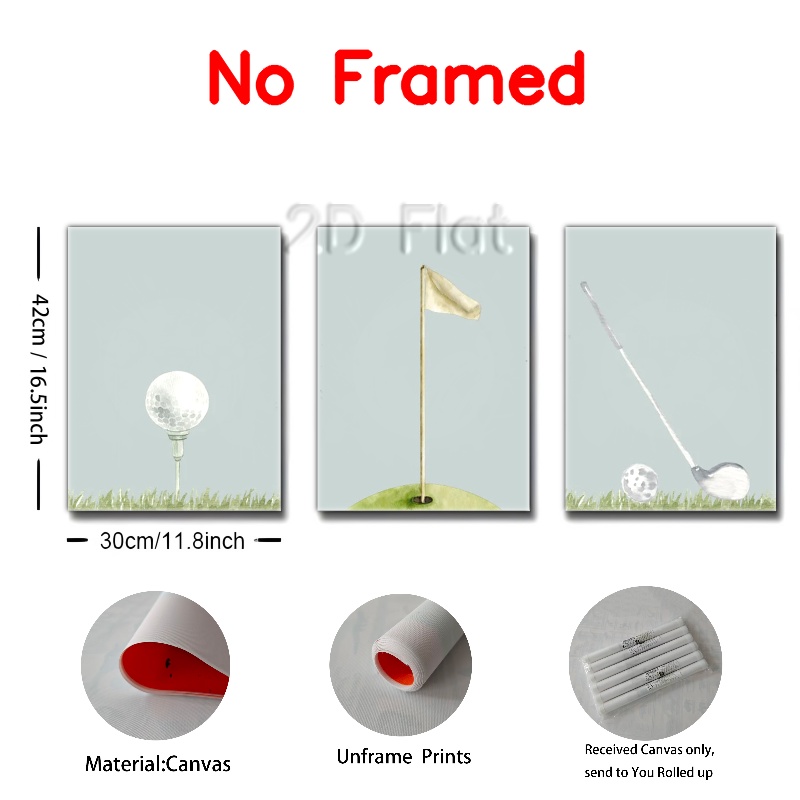 No Framed
2D Flat
42cm / 16.5inch
30cm/11.8inch
Material:Canvas
Unframe Prints
Received Canvas only,
send to You Rolled up